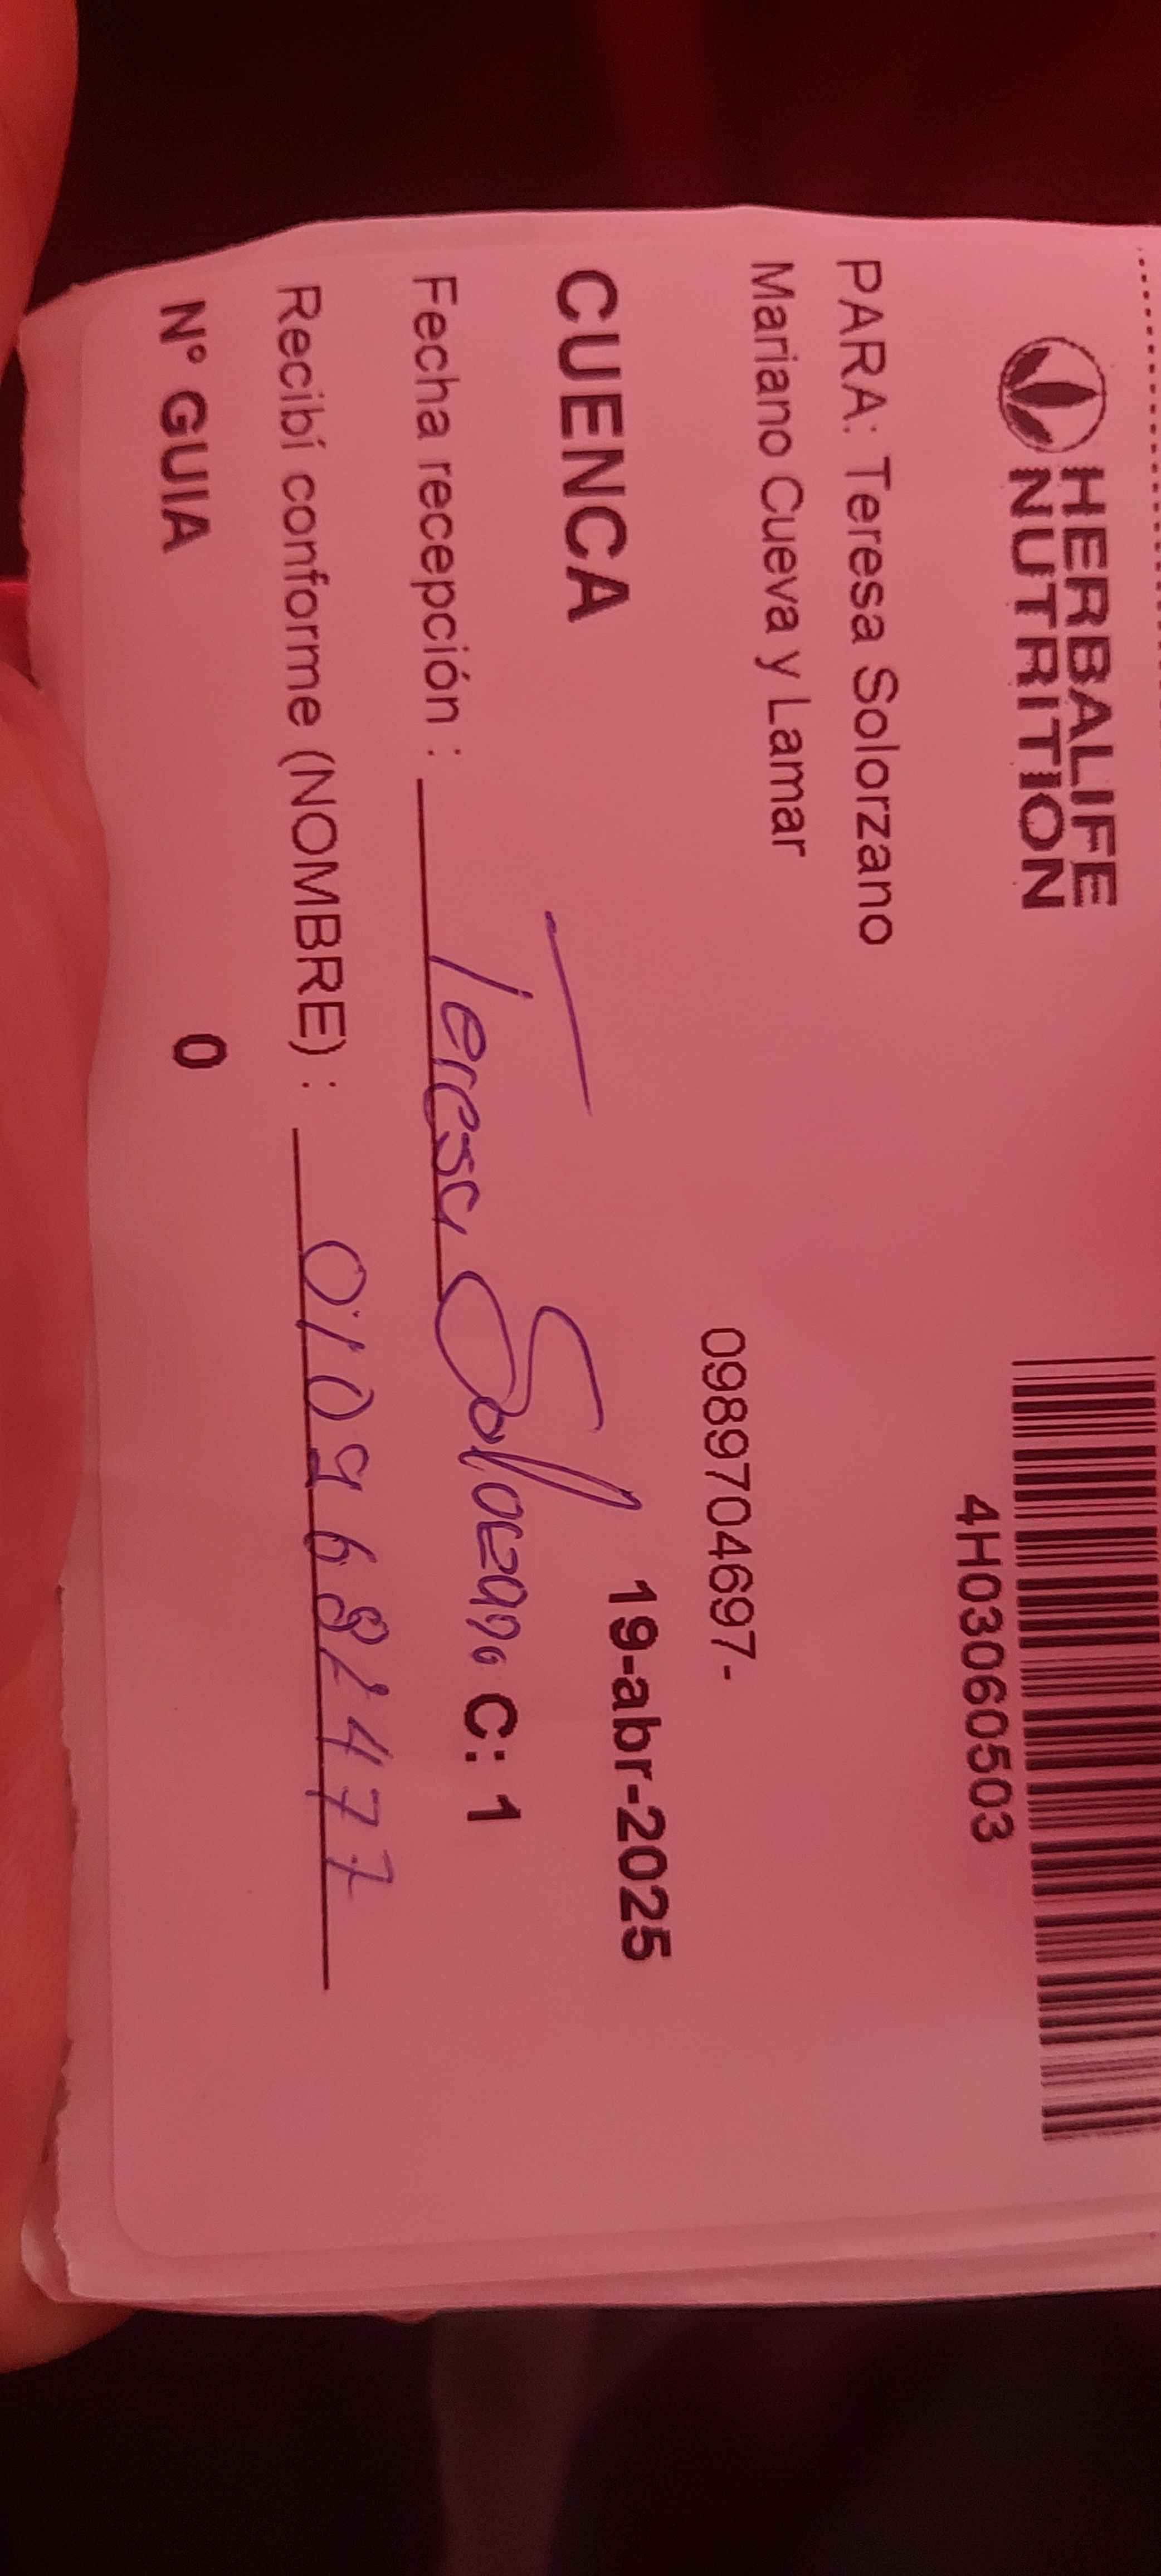 HERBALIFE
NUTRITION
4H03060503
PARA: Teresa Solorzano
Mariano Cueva y Lamar
0989704697-
CUENCA
19-abr-2025
Fecha recepción : Teresa Solorzano C: 1
Recibí conforme (NOMBRE) :
N° GUIA 0